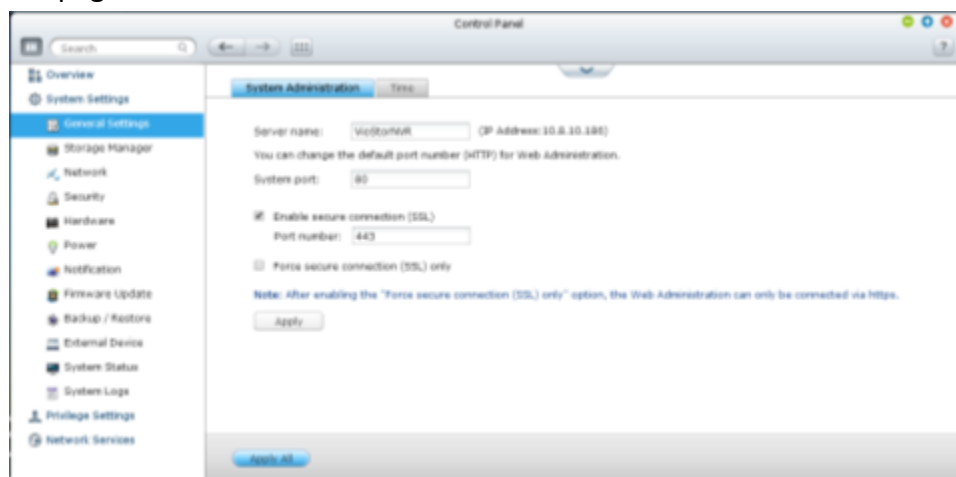 Control Panel
Search
?
Overview
System Settings
General Settings
Storage Manager
Network
Security
Hardware
Power
Notification
Firmware Update
Backup / Restore
External Device
System Status
System Logs
Privilege Settings
Network Services
System Administration
Time
Server name: VioStorNVR (IP Address: 10.8.10.186)
You can change the default port number (HTTP) for Web Administration.
System port: 80
Enable secure connection (SSL)
Port number: 443
Force secure connection (SSL) only
Note: After enabling the "Force secure connection (SSL) only" option, the Web Administration can only be connected via https.
Apply
Apply All